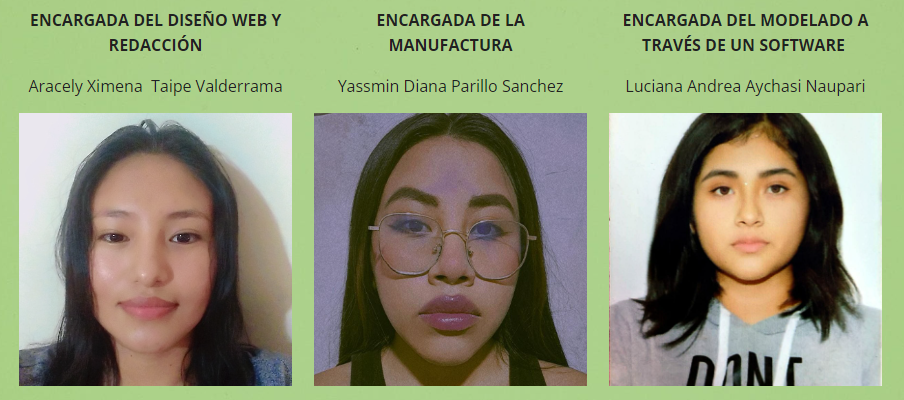 ENCARGADA DEL DISEÑO WEB Y
REDACCIÓN
Aracely Ximena  Taipe Valderrama
ENCARGADA DE LA
MANUFACTURA
Yassmin Diana Parillo Sanchez
ENCARGADA DEL MODELADO A
TRAVÉS DE UN SOFTWARE
Luciana Andrea Aychasi Naupari